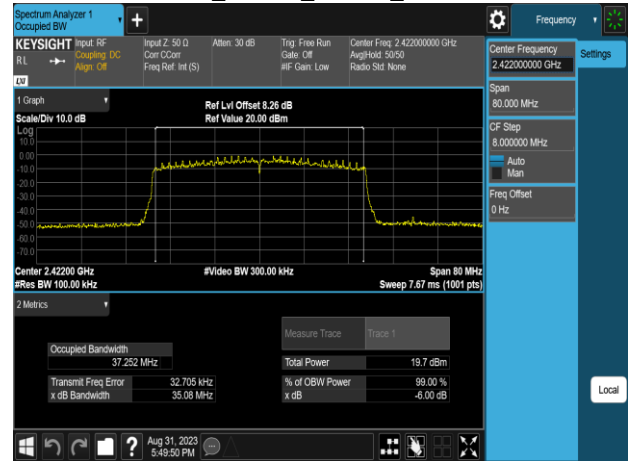 Spectrum Analyzer 1
Occupied BW
Frequency
KEYSIGHT
RL
LXI
Input: RF
Coupling: DC
Align: Off
Input Z: 50 Ω
Corr CCorr
Freq Ref: Int (S)
Atten: 30 dB
Trig: Free Run
Gate: Off
#IF Gain: Low
Center Freq: 2.422000000 GHz
Avg|Hold: 50/50
Radio Std: None
Center Frequency
2.422000000 GHz
Settings
Span
80.000 MHz
CF Step
8.000000 MHz
Auto
Man
Freq Offset
0 Hz
Local
1 Graph
Scale/Div 10.0 dB
Ref Lvl Offset 8.26 dB
Ref Value 20.00 dBm
Log
10.0
0.00
-10.0
-20.0
-30.0
-40.0
-50.0
-60.0
-70.0
Center 2.42200 GHz
#Res BW 100.00 kHz
#Video BW 300.00 kHz
Span 80 MHz
Sweep 7.67 ms (1001 pts)
2 Metrics
Measure Trace
Trace 1
Occupied Bandwidth
37.252 MHz
Total Power
19.7 dBm
Transmit Freq Error
32.705 kHz
% of OBW Power
99.00 %
x dB Bandwidth
35.08 MHz
x dB
-6.00 dB
Aug 31, 2023
5:49:50 PM